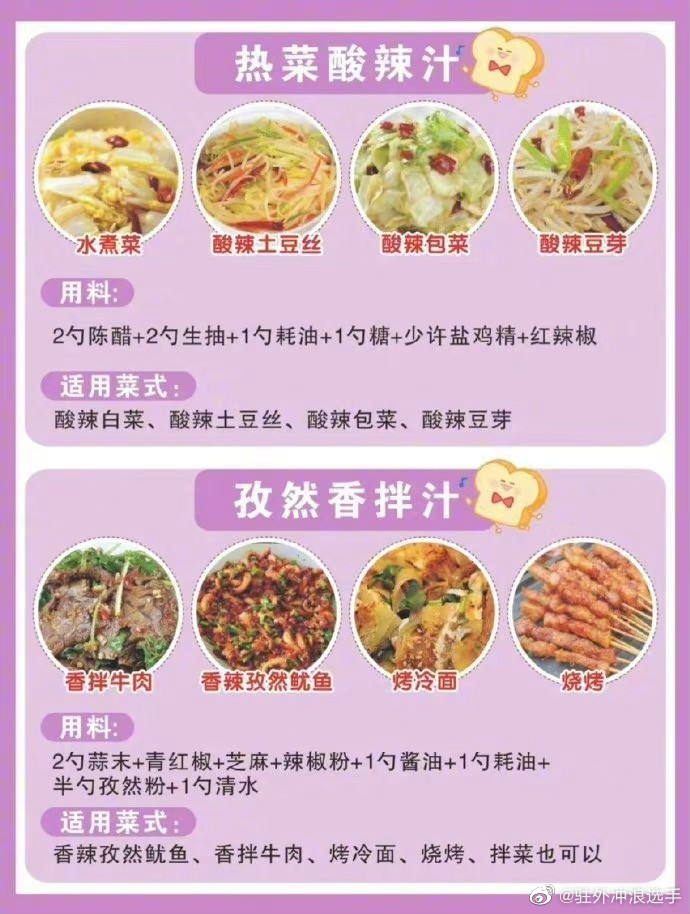 热菜酸辣汁
水煮菜
酸辣土豆丝
酸辣包菜
酸辣豆芽
用料:
2勺陈醋+2勺生抽+1勺耗油+1勺糖+少许盐鸡精+红辣椒
适用菜式:
酸辣白菜、酸辣土豆丝、酸辣包菜、酸辣豆芽
孜然香拌汁
香拌牛肉
香辣孜然鱿鱼
烤冷面
烧烤
用料:
2勺蒜末+青红椒+芝麻+辣椒粉+1勺酱油+1勺耗油+
半勺孜然粉+1勺清水
适用菜式:
香辣孜然鱿鱼、香拌牛肉、烤冷面、烧烤、拌菜也可以
@驻外冲浪选手